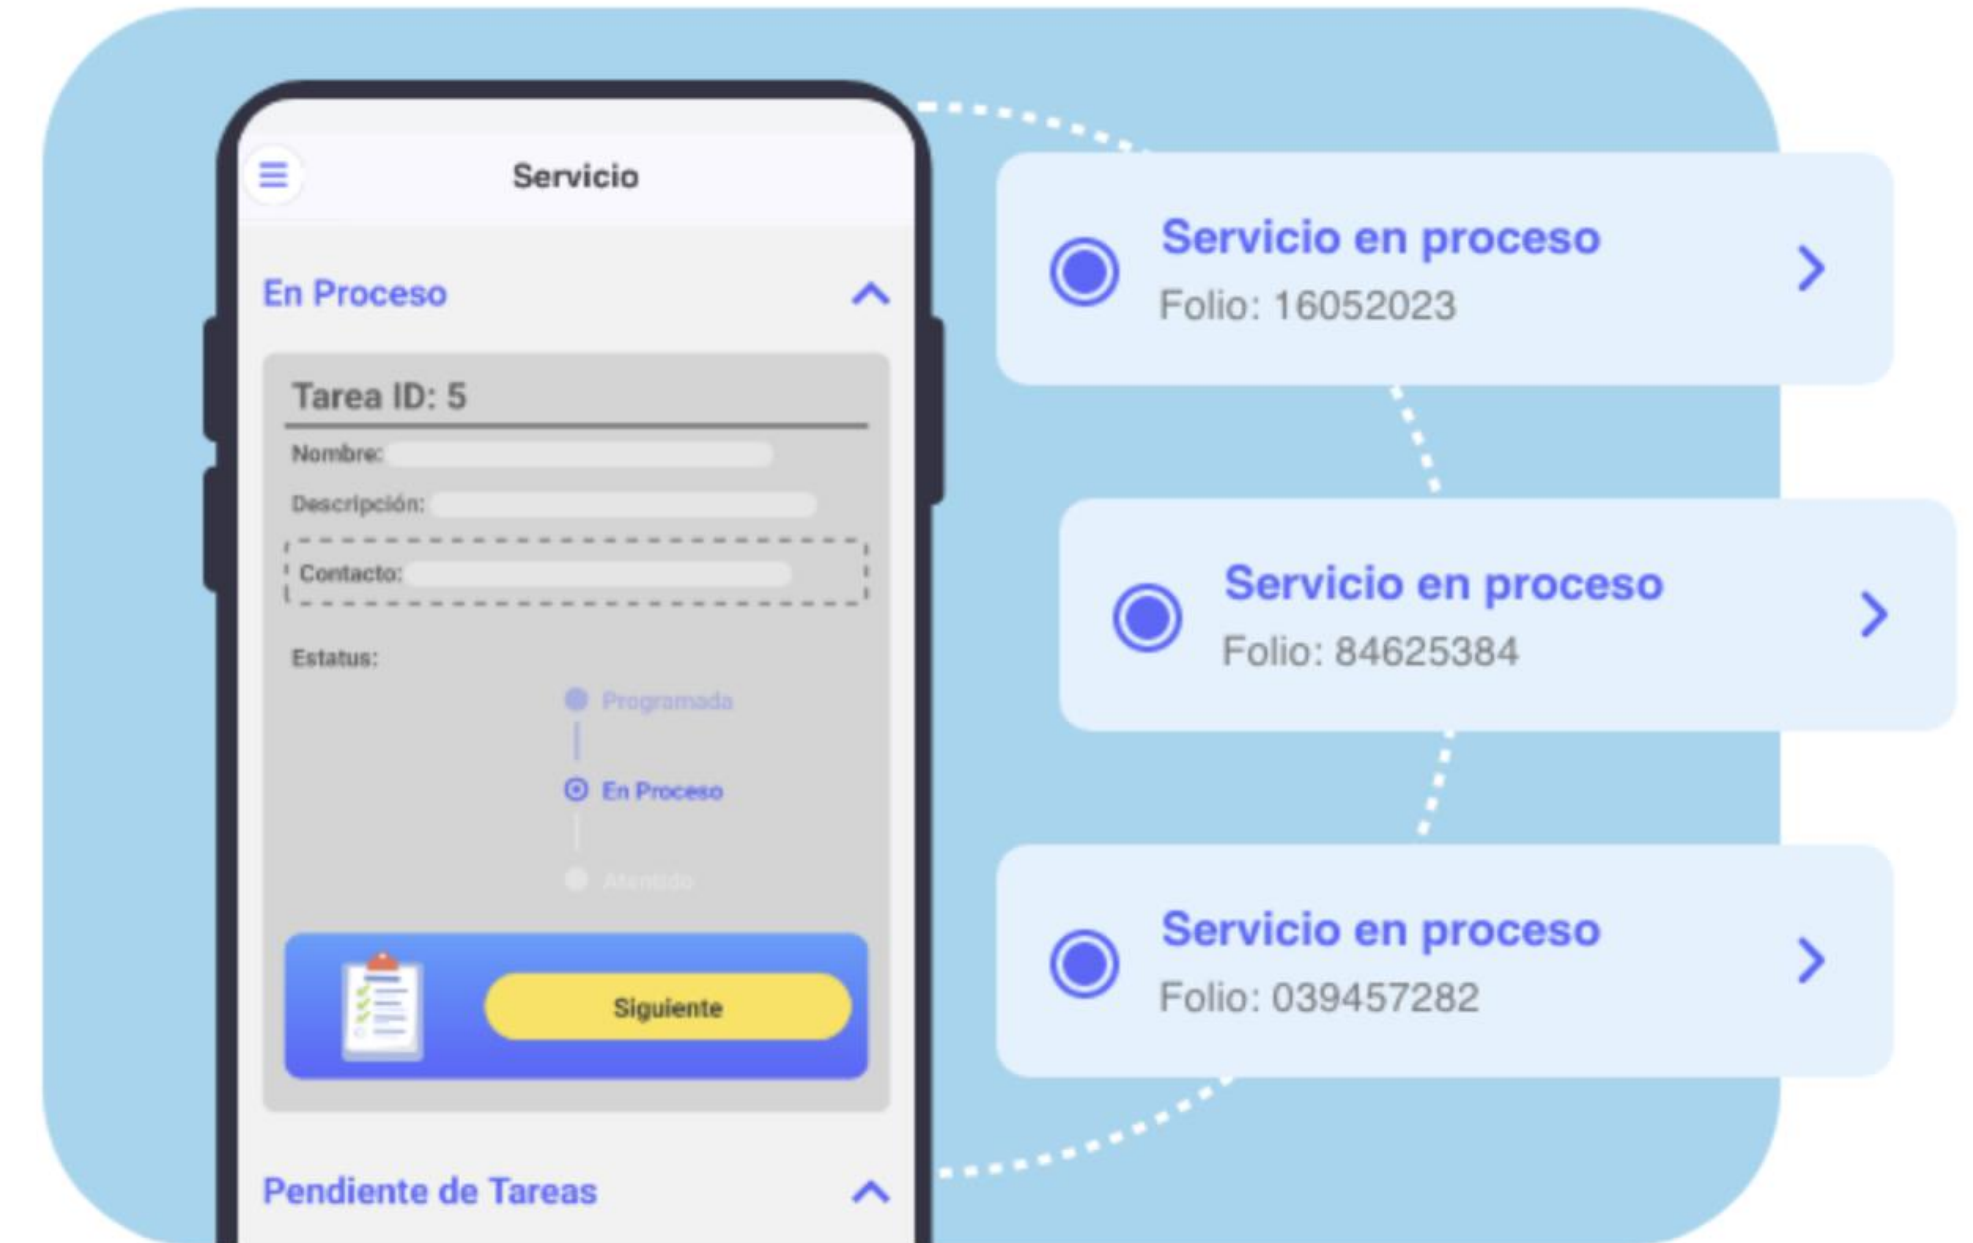 Servicio
En Proceso
Tarea ID: 5
Nombre:
Descripción:
Contacto:
Estatus:
Programada
En Proceso
Atentido
Siguiente
Pendiente de Tareas
Servicio en proceso
Folio: 16052023
Servicio en proceso
Folio: 84625384
Servicio en proceso
Folio: 039457282